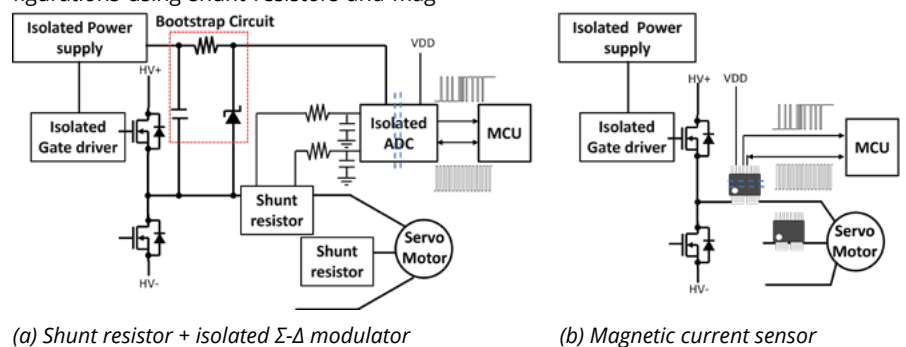 figurations using shunt resistors and mag
Isolated Power
supply
Bootstrap Circuit
HV+
VDD
Isolated
Gate driver
Isolated
ADC
MCU
Shunt
resistor
Shunt
resistor
Servo
Motor
HV-
(a) Shunt resistor + isolated Σ-Δ modulator
Isolated Power
supply
HV+
VDD
Isolated
Gate driver
MCU
Servo
Motor
HV-
(b) Magnetic current sensor